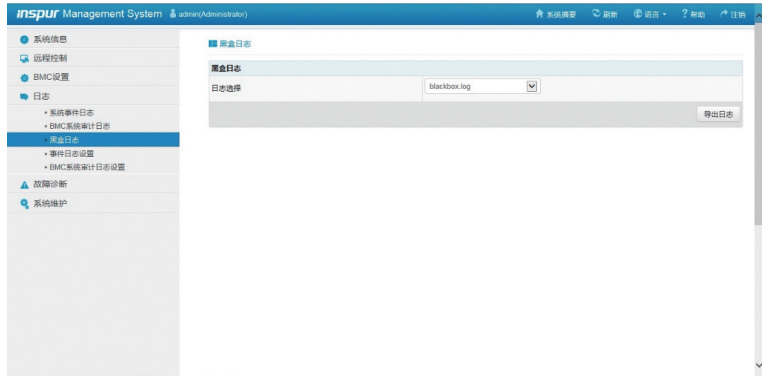 inspur Management System admin(Administrator) 系统摘要 刷新 语言 ? 帮助 注销
系统信息
远程控制
BMC设置
日志
• 系统事件日志
• BMC系统审计日志
• 黑盒日志
• 事件日志设置
• BMC系统审计日志设置
故障诊断
系统维护
黑盒日志
黑盒日志
日志选择 blackbox.log
导出日志